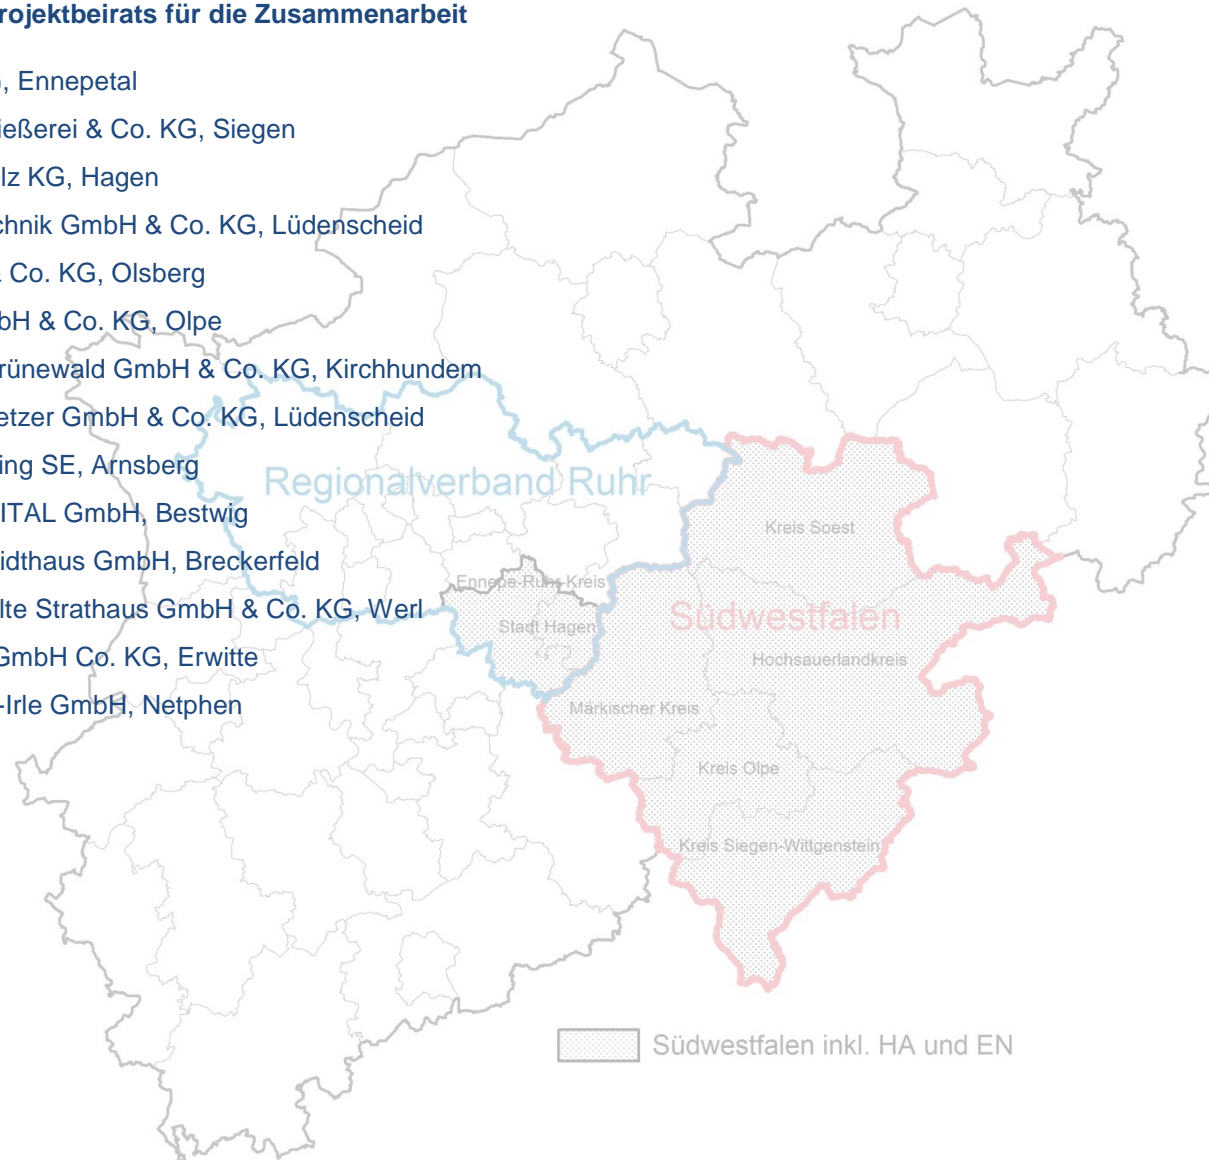 rojektbeirats für die Zusammenarbeit
, Ennepetal
ießerei & Co. KG, Siegen
lz KG, Hagen
chnik GmbH & Co. KG, Lüdenscheid
Co. KG, Olsberg
bH & Co. KG, Olpe
rünewald GmbH & Co. KG, Kirchhundem
etzer GmbH & Co. KG, Lüdenscheid
ing SE, Arnsberg
Regionalverband Ruhr
ITAL GmbH, Bestwig
Kreis Soest
idthaus GmbH, Breckerfeld
Ennepe-Ruhr-Kreis
lte Strathaus GmbH & Co. KG, Werl
Südwestfalen
Stadt Hagen
GmbH Co. KG, Erwitte
Hochsauerlandkreis
-Irle GmbH, Netphen
Märkischer Kreis
Kreis Olpe
Kreis Siegen-Wittgenstein
Südwestfalen inkl. HA und EN